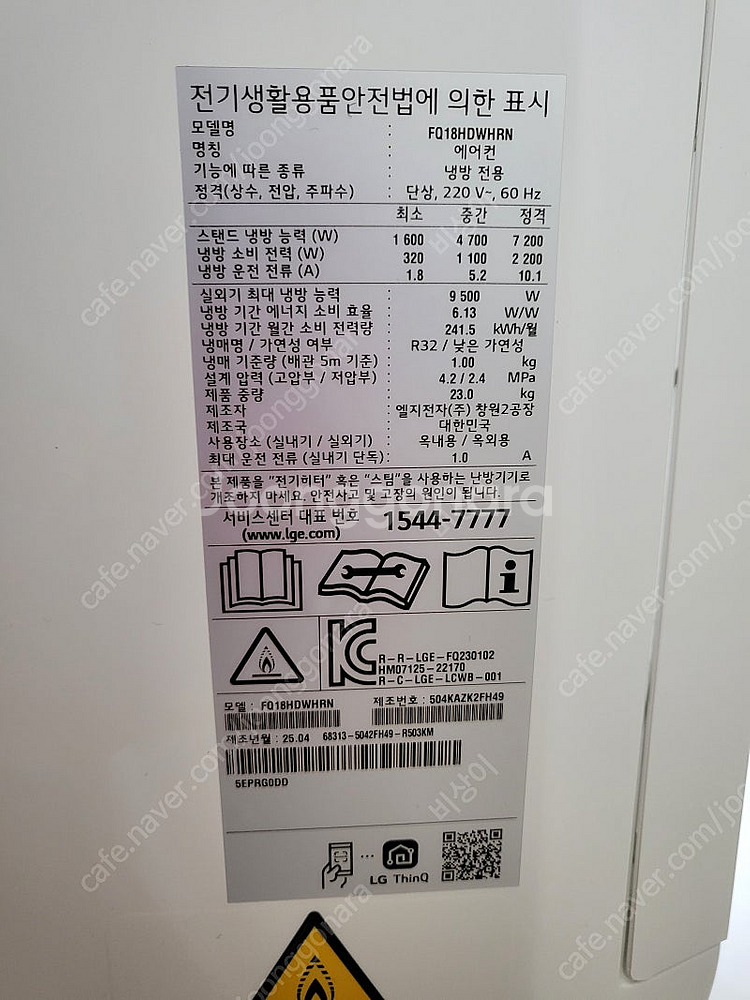 전기생활용품안전법에 의한 표시
모델명 : FQ18HDWHRN
명칭 : 에어컨
기능에 따른 종류 : 냉방 전용
정격(상수, 전압, 주파수) : 단상, 220 V~, 60 Hz
최소 중간 정격
스탠드 냉방 능력 (W) : 1 600 4 700 7 200
냉방 소비 전력 (W) : 320 1 100 2 200
냉방 운전 전류 (A) : 1.8 5.2 10.1
실외기 최대 냉방 능력 : 9 500 W
냉방 기간 에너지 소비 효율 : 6.13 W/W
냉방 기간 월간 소비 전력량 : 241.5 kWh/월
냉매명 / 가연성 여부 : R32 / 낮은 가연성
냉매 기준량 (배관 5m 기준) : 1.00 kg
설계 압력 (고압부 / 저압부) : 4.2 / 2.4 MPa
제품 중량 : 23.0 kg
제조자 : 엘지전자(주) 창원2공장
제조국 : 대한민국
사용장소 (실내기 / 실외기) : 옥내용 / 옥외용
최대 운전 전류 (실내기 단독) : 1.0 A
본 제품을 "전기히터" 혹은 "스팀"을 사용하는 난방기기로
개조하지 마세요. 안전사고 및 고장의 원인이 됩니다.
서비스센터 대표 번호 1544-7777
(www.lge.com)
R-R-LGE-FQ230102
HM07125-22170
R-C-LGE-LCWB-001
모델 : FQ18HDWHRN 제조번호 : 504KAZK2FH49
제조년월 : 25.04 68313-5042FH49-R503KM
5EPRG0DD
LG ThinQ
cafe.naver.com/joonggonara
joonggonara
비상이